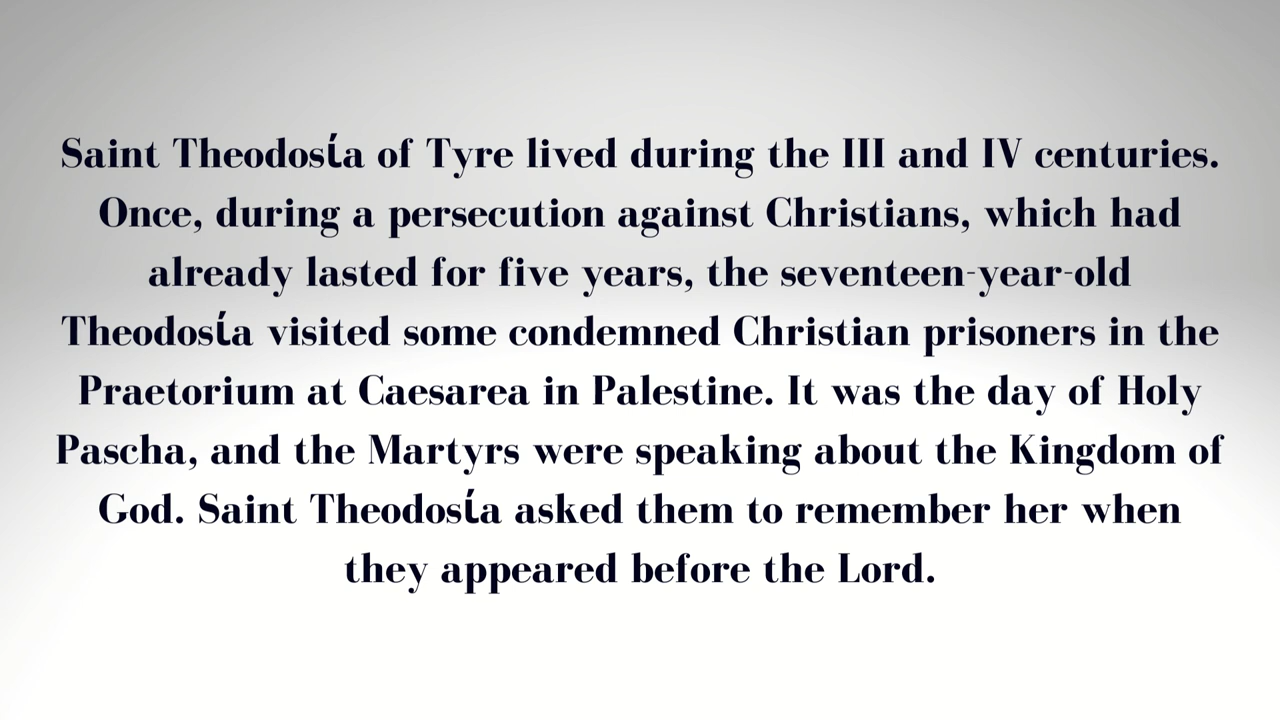 Saint Theodosίa of Tyre lived during the III and IV centuries.
Once, during a persecution against Christians, which had
already lasted for five years, the seventeen-year-old
Theodosίa visited some condemned Christian prisoners in the
Praetorium at Caesarea in Palestine. It was the day of Holy
Pascha, and the Martyrs were speaking about the Kingdom of
God. Saint Theodosίa asked them to remember her when
they appeared before the Lord.